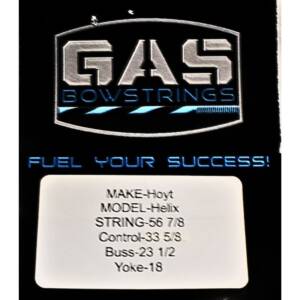 GAS
BOWSTRINGS
FUEL YOUR SUCCESS!
MAKE-Hoyt
MODEL-Helix
STRING-56 7/8
Control-33 5/8
Buss-23 1/2
Yoke-18